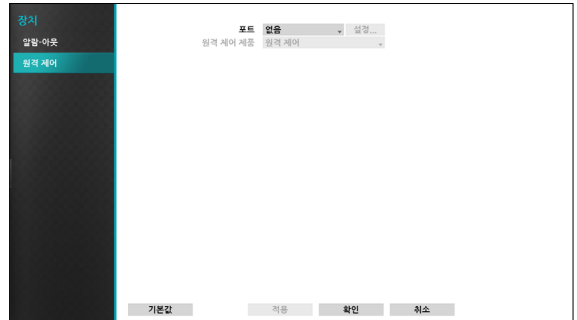 장치
알람-아웃
원격 제어
포트 없음 설정...
원격 제어 제품 원격 제어
기본값 적용 확인 취소